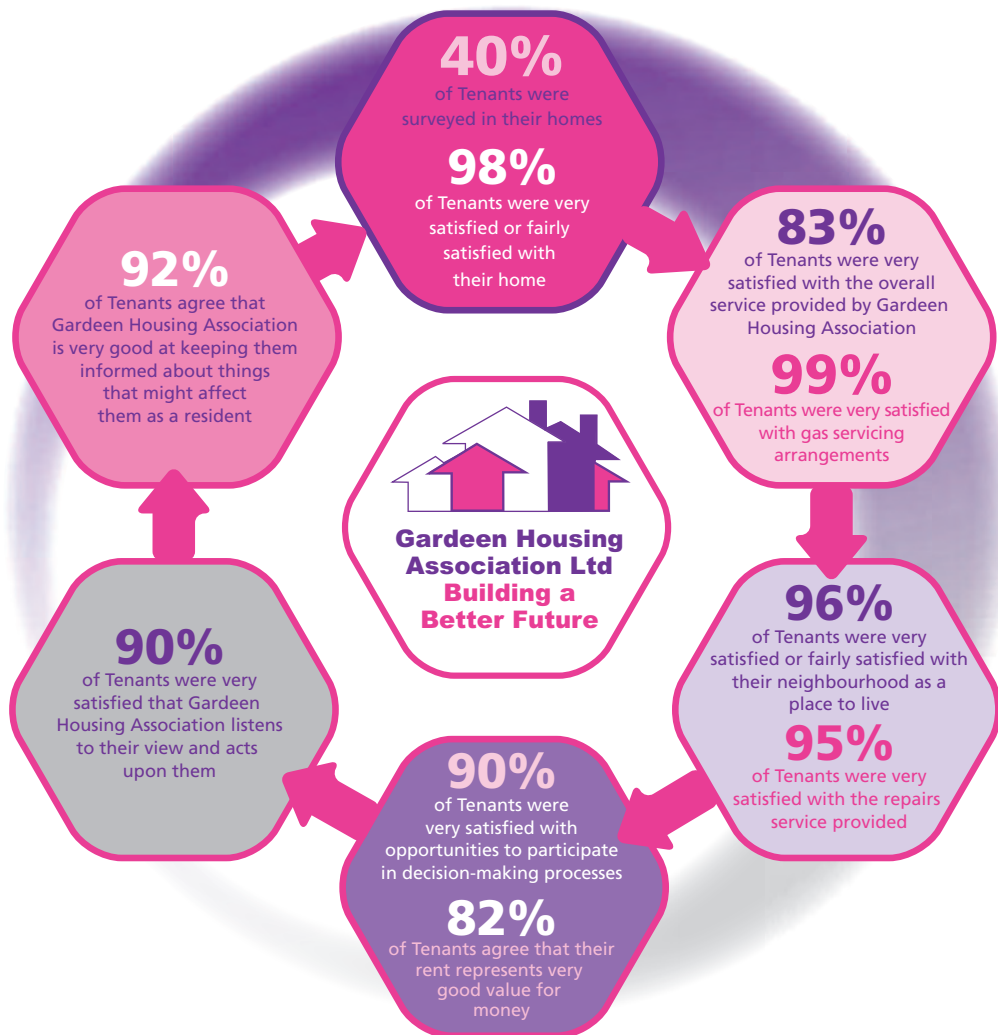 40%
of Tenants were
surveyed in their homes
98%
of Tenants were very
satisfied or fairly
satisfied with
their home
83%
of Tenants were very
satisfied with the overall
service provided by Gardeen
Housing Association
99%
of Tenants were very satisfied
with gas servicing
arrangements
96%
of Tenants were very
satisfied or fairly satisfied with
their neighbourhood as a
place to live
95%
of Tenants were very
satisfied with the repairs
service provided
90%
of Tenants were
very satisfied with
opportunities to participate
in decision-making processes
82%
of Tenants agree that their
rent represents very
good value for
money
90%
of Tenants were very
satisfied that Gardeen
Housing Association listens
to their view and acts
upon them
92%
of Tenants agree that
Gardeen Housing Association
is very good at keeping them
informed about things
that might affect
them as a resident
Gardeen Housing
Association Ltd
Building a
Better Future